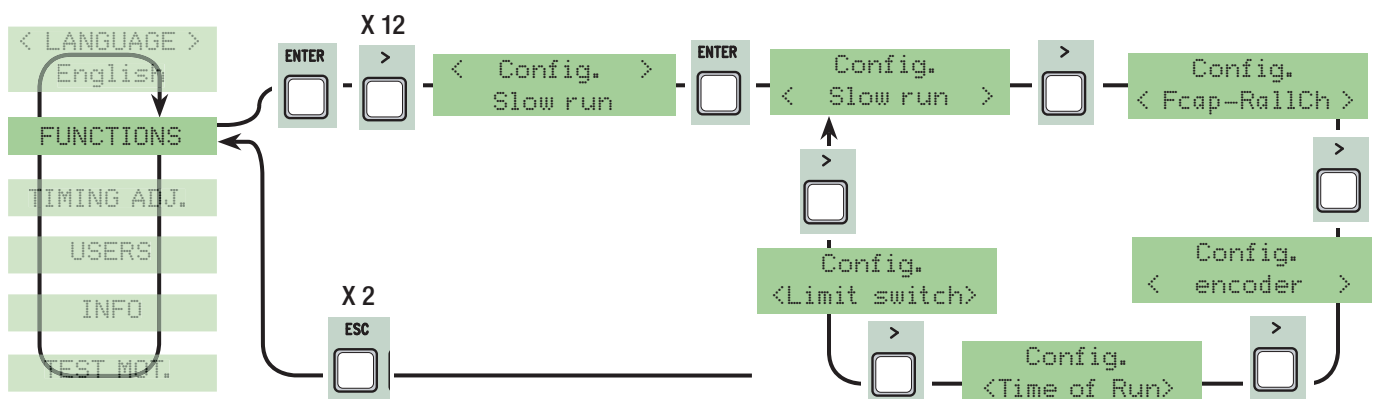 < LANGUAGE >
English
FUNCTIONS
TIMING ADJ.
USERS
INFO
TEST MOT.
ENTER
X 12
>
< Config. >
Slow run
ENTER
Config.
< Slow run >
>
Config.
< Fcap-RallCh >
>
Config.
< encoder >
>
Config.
<Time of Run>
>
Config.
<Limit switch>
>
X 2
ESC